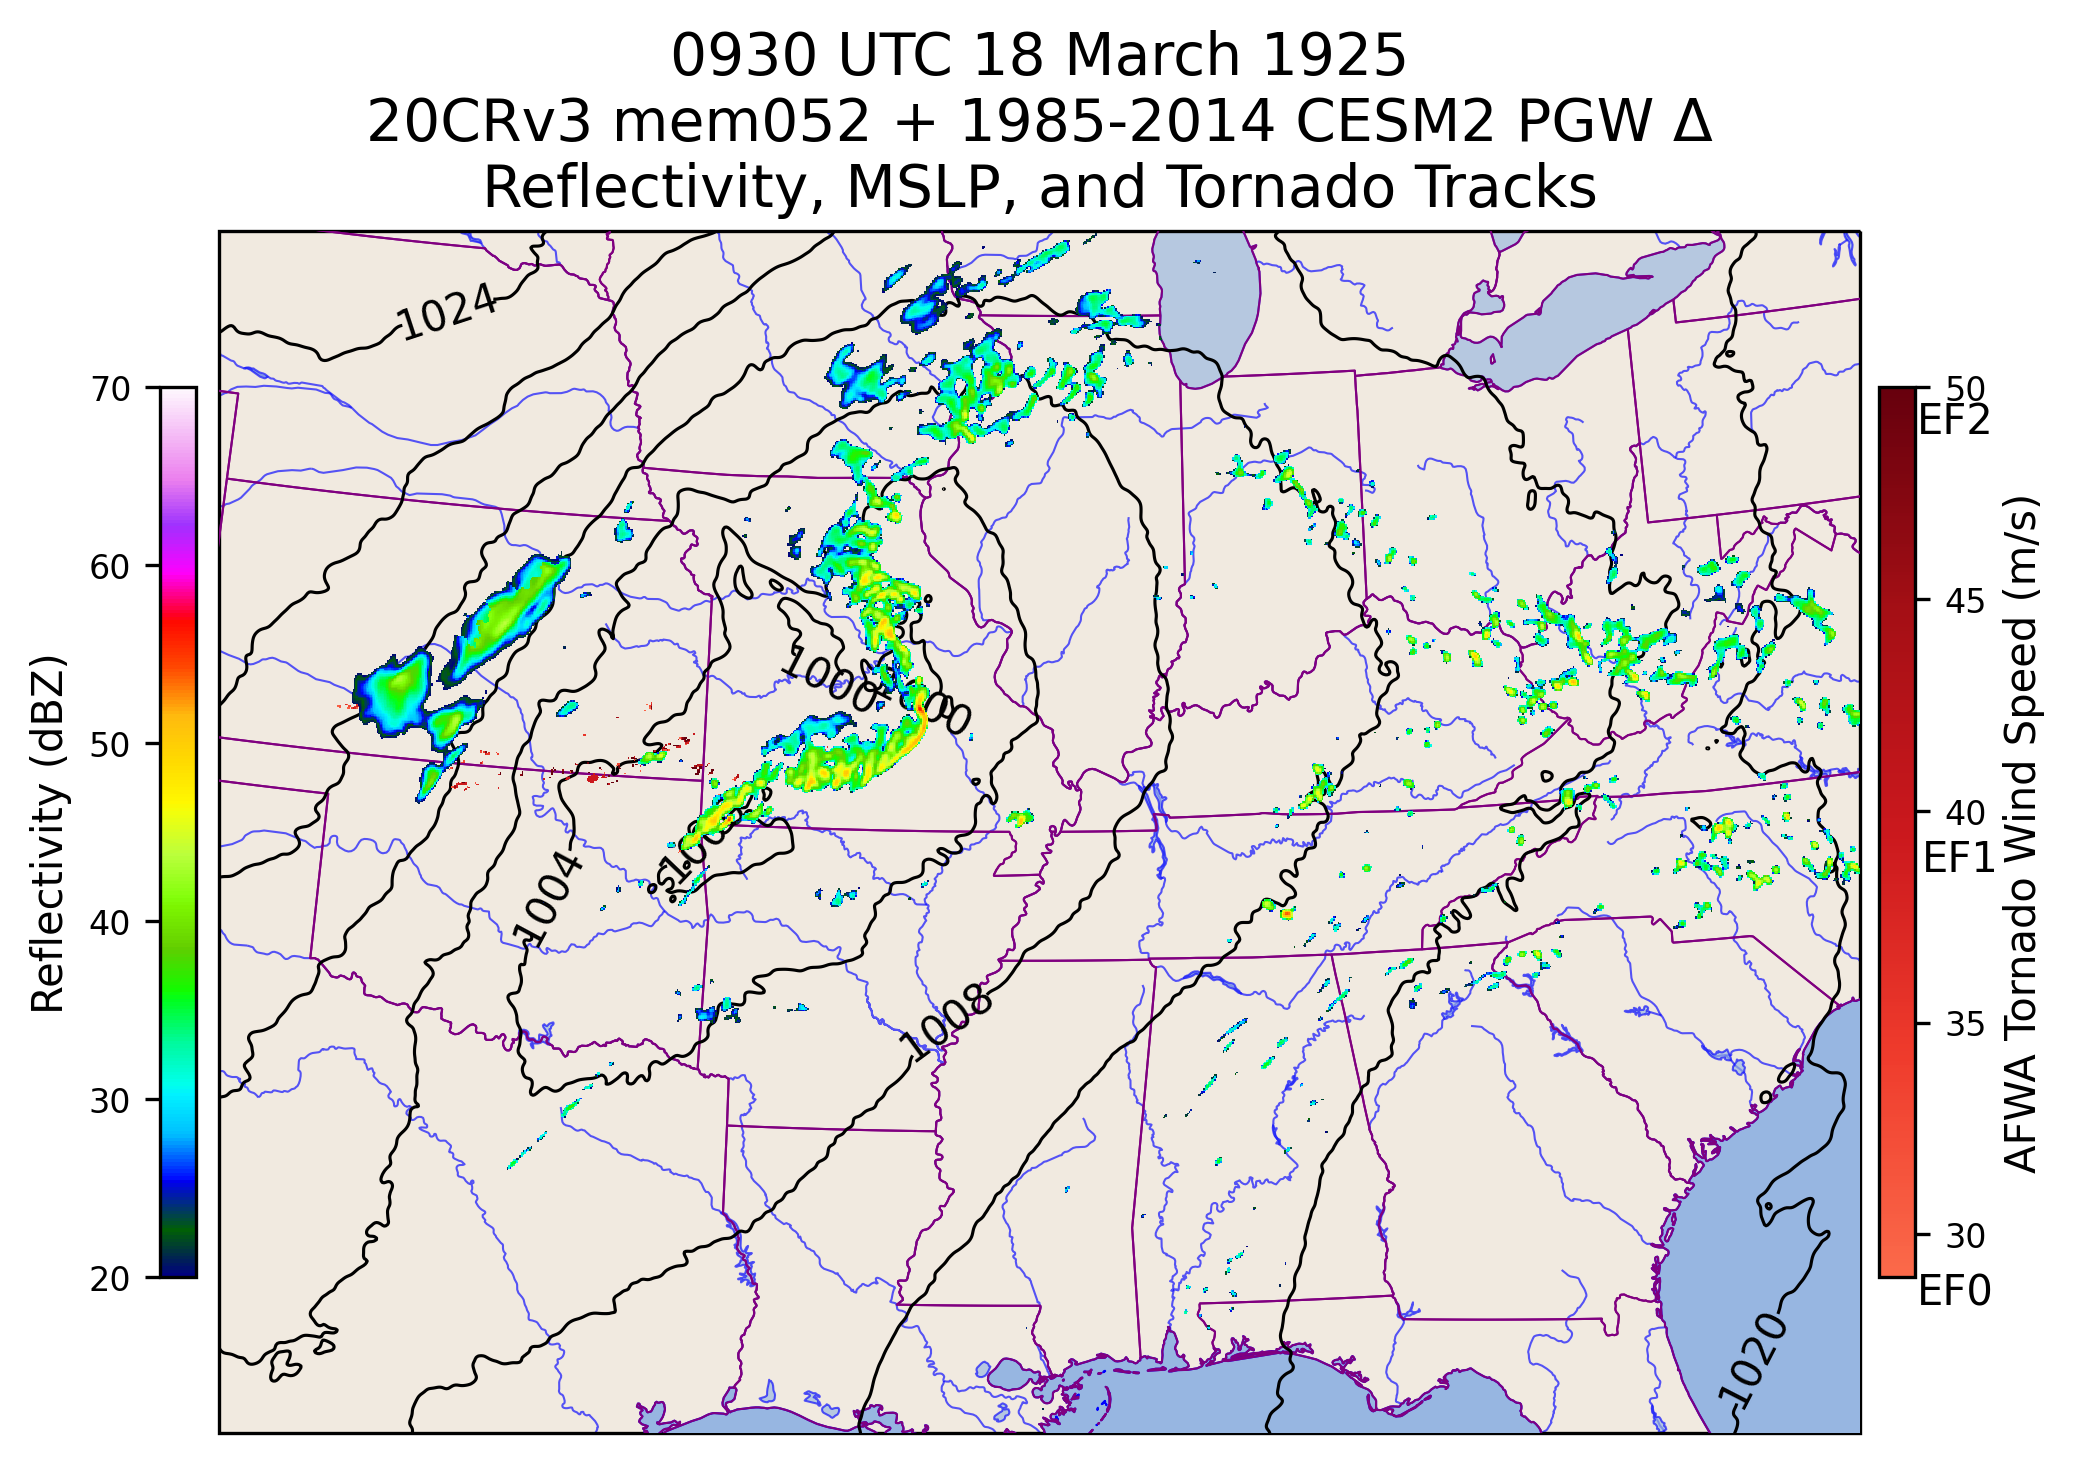 0930 UTC 18 March 1925
20CRv3 mem052 + 1985-2014 CESM2 PGW Δ
Reflectivity, MSLP, and Tornado Tracks
1024
1000
1004
1008
1020
Reflectivity (dBZ)
70
60
50
40
30
20
50
EF2
45
40
EF1
35
30
EF0
AFWA Tornado Wind Speed (m/s)